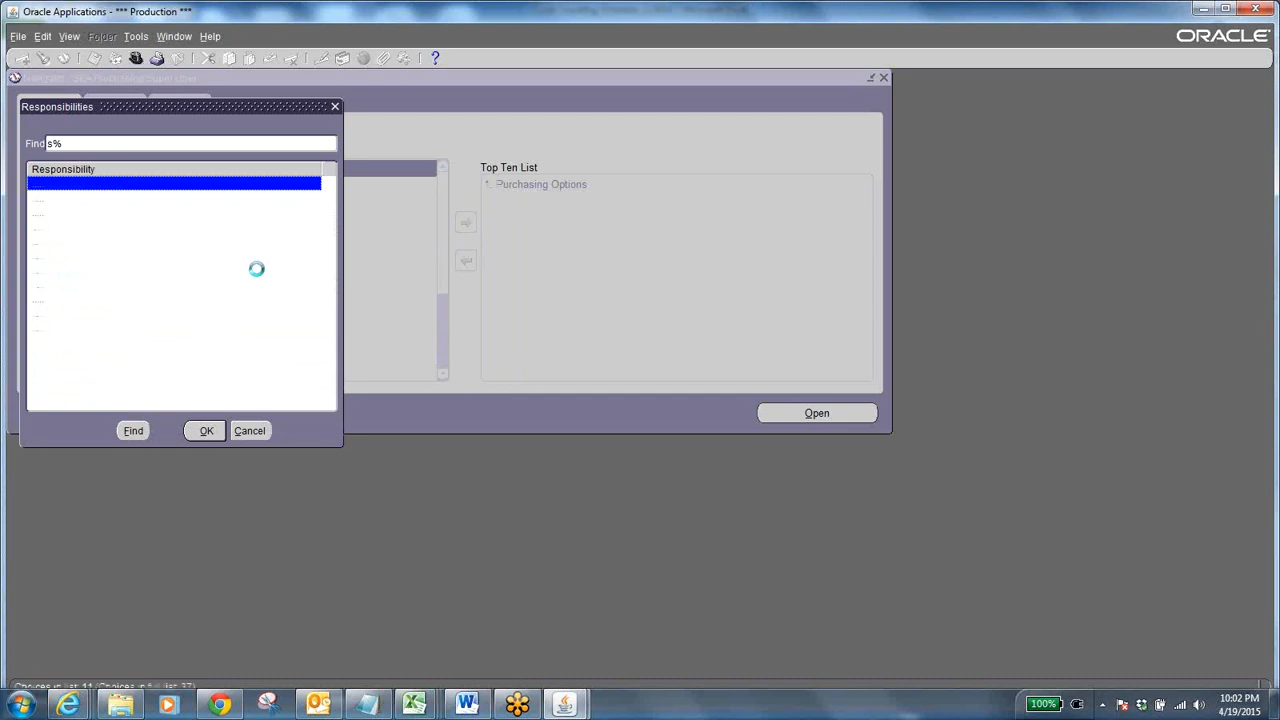 Oracle Applications - *** Production ***
File Edit View Folder Tools Window Help
ORACLE
Responsibilities
Find s%
Responsibility
Top Ten List
1. Purchasing Options
Find OK Cancel
Open
100%
10:02 PM
4/19/2015